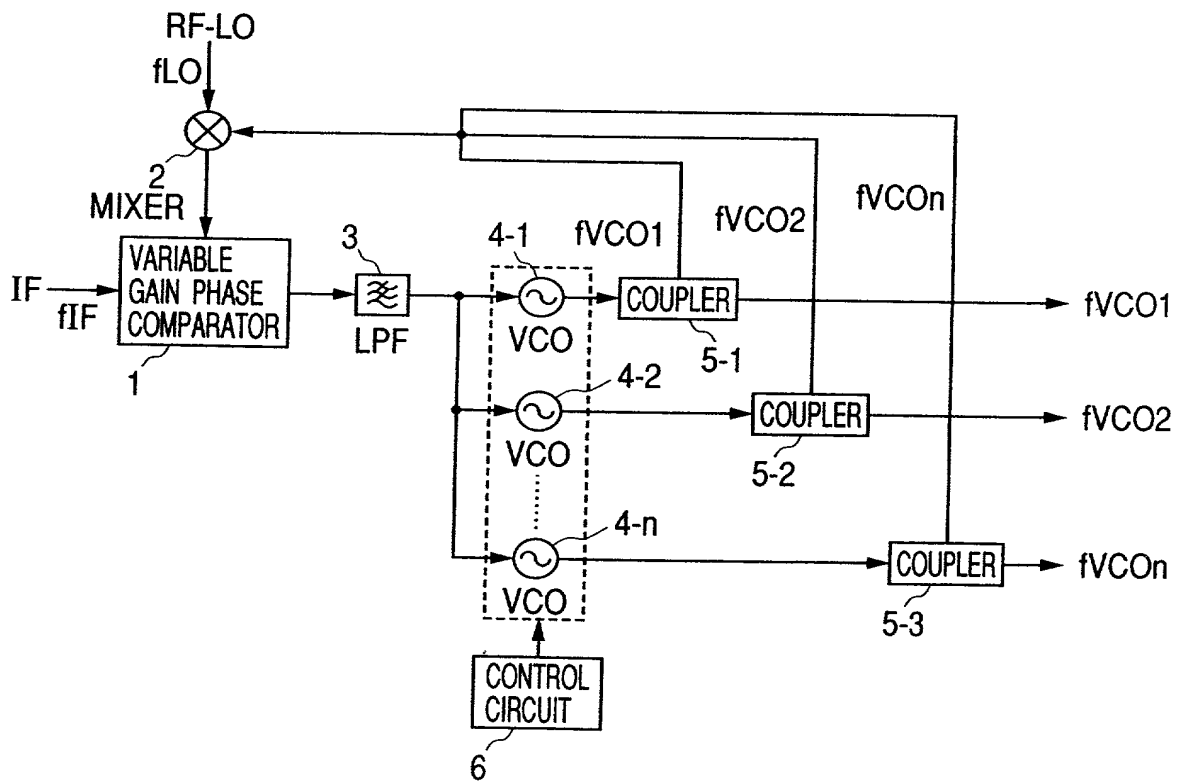 RF-LO
fLO
2
MIXER
VARIABLE
GAIN PHASE
COMPARATOR
IF
fIF
1
3
LPF
4-1
VCO
4-2
VCO
4-n
VCO
fVCO1
fVCO2
fVCOn
COUPLER
5-1
COUPLER
5-2
COUPLER
5-3
fVCO1
fVCO2
fVCOn
CONTROL
CIRCUIT
6